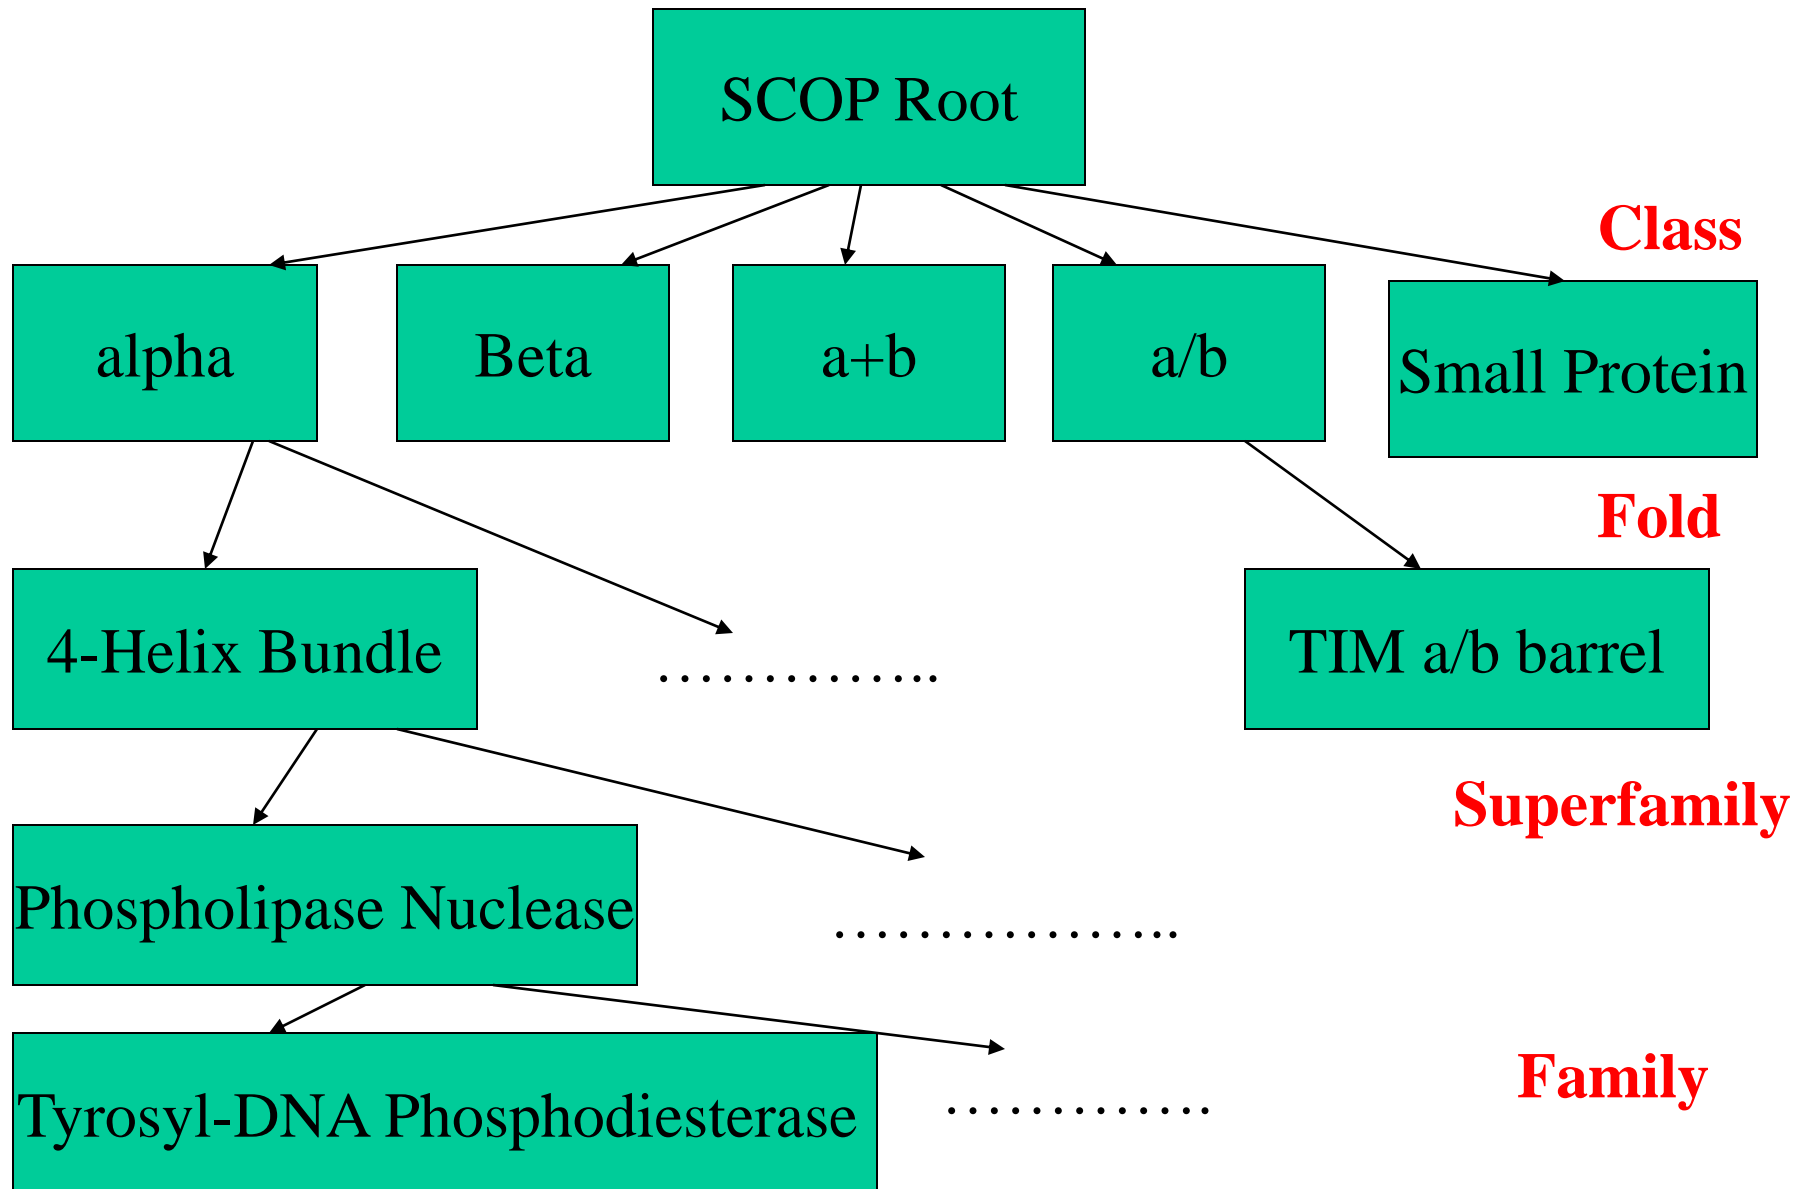 SCOP Root
Class
alpha
Beta
a+b
a/b
Small Protein
Fold
4-Helix Bundle
…………..
TIM a/b barrel
Superfamily
Phospholipase Nuclease
……………..
Family
Tyrosyl-DNA Phosphodiesterase
………….